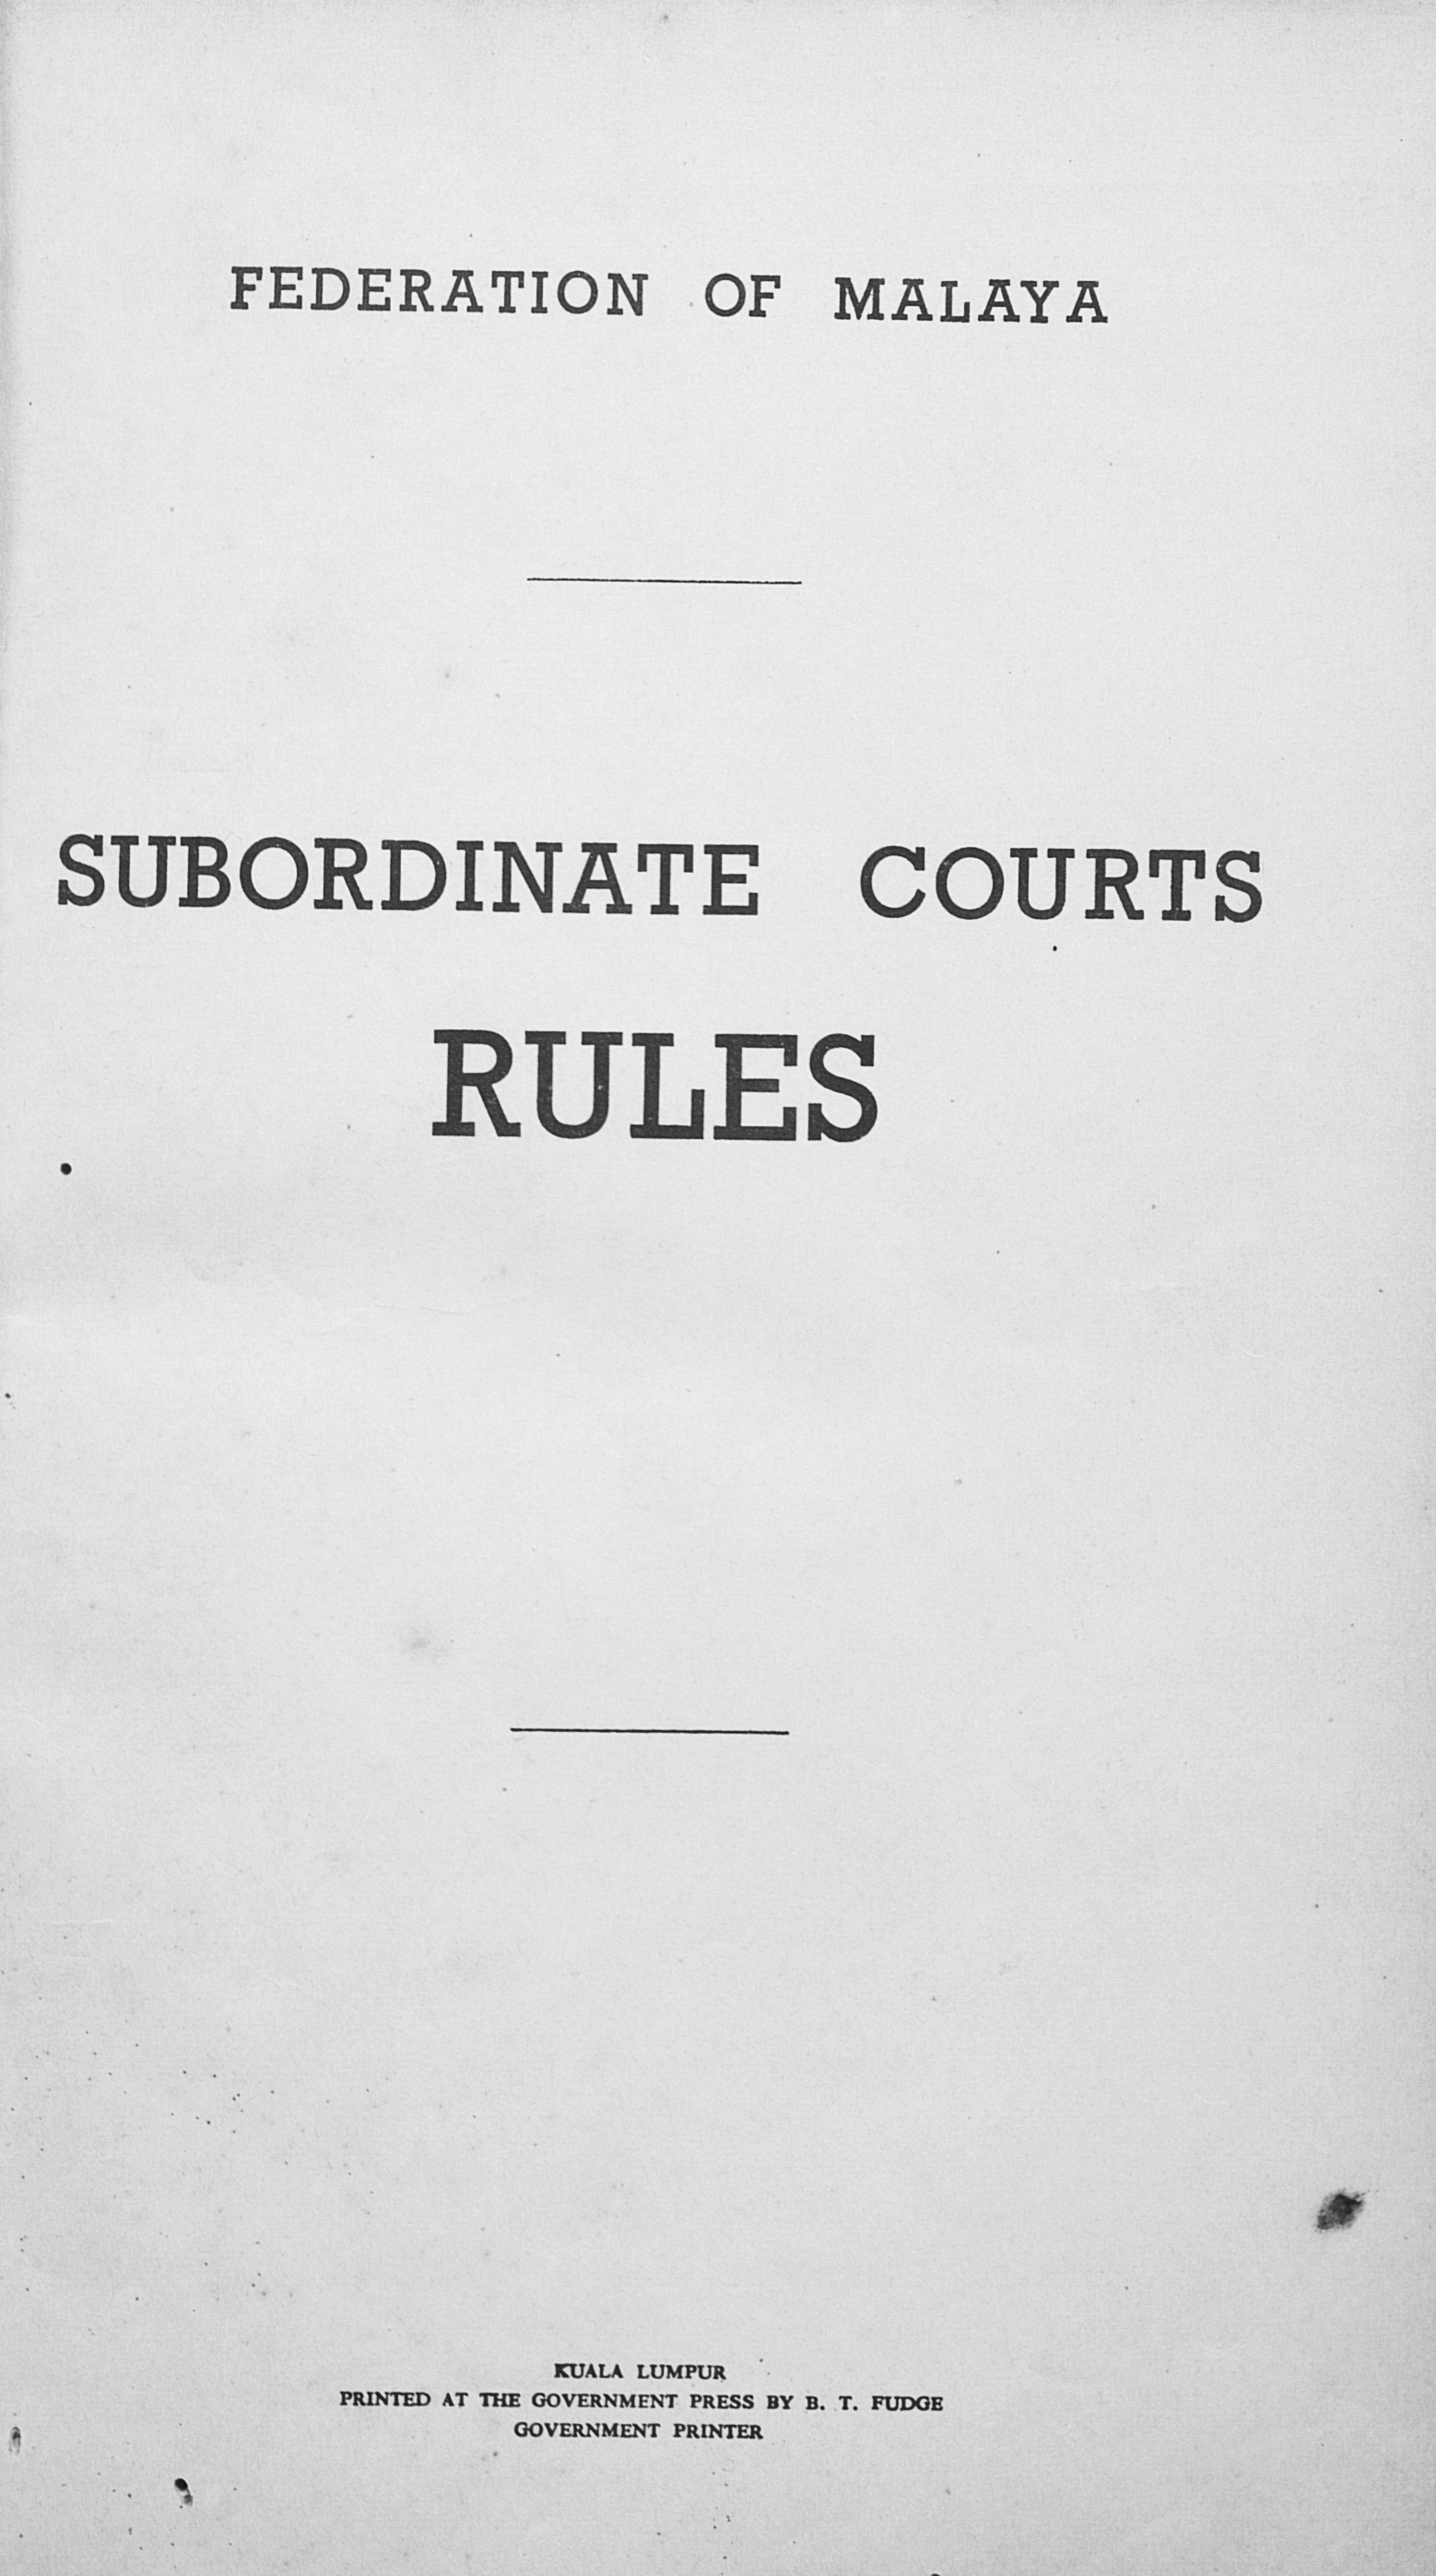 FEDERATION OF MALAYA
SUBORDINATE COURTS
RULES
KUALA LUMPUR
PRINTED AT THE GOVERNMENT PRESS BY B. T. FUDGE
GOVERNMENT PRINTER